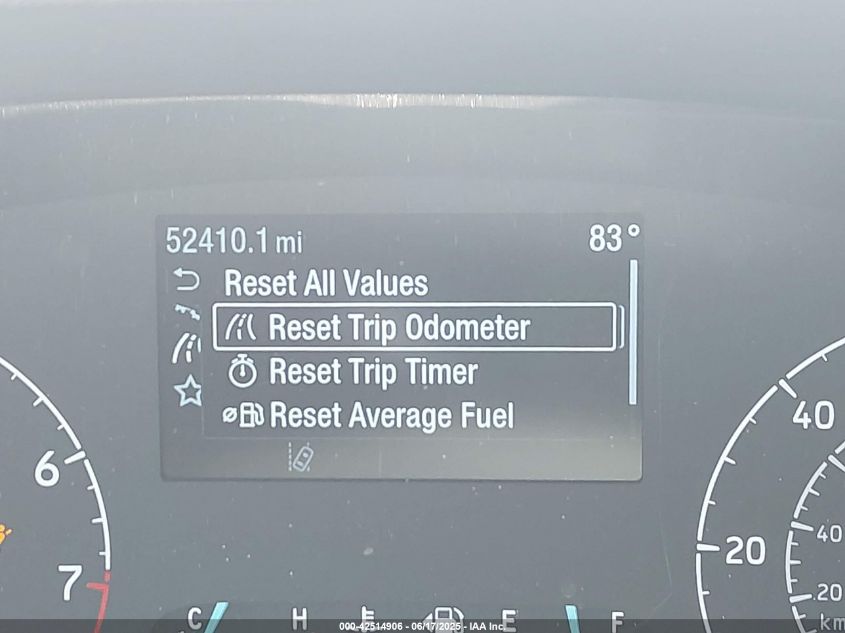 52410.1 mi 83°
Reset All Values
Reset Trip Odometer
Reset Trip Timer
Reset Average Fuel
6
7
40
20
40
20
km
C H E F
000-42514906 - 06/17/2025 - IAA Inc.